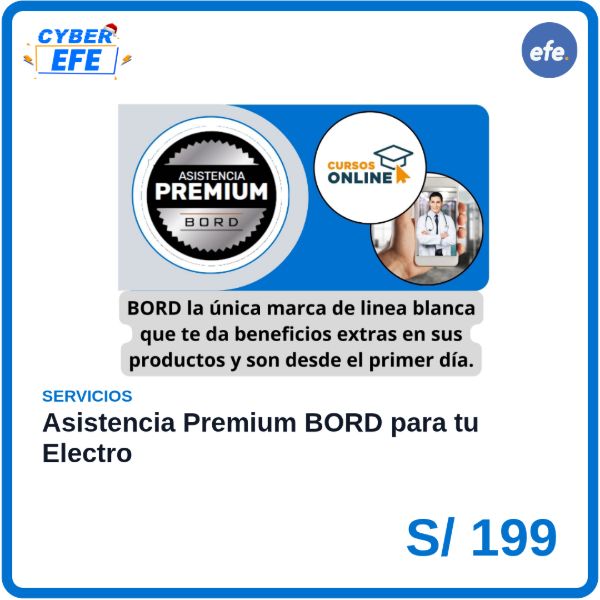 CYBER
EFE
efe.
ASISTENCIA
PREMIUM
BORD
CURSOS
ONLINE
BORD la única marca de linea blanca
que te da beneficios extras en sus
productos y son desde el primer día.
SERVICIOS
Asistencia Premium BORD para tu
Electro
S/ 199